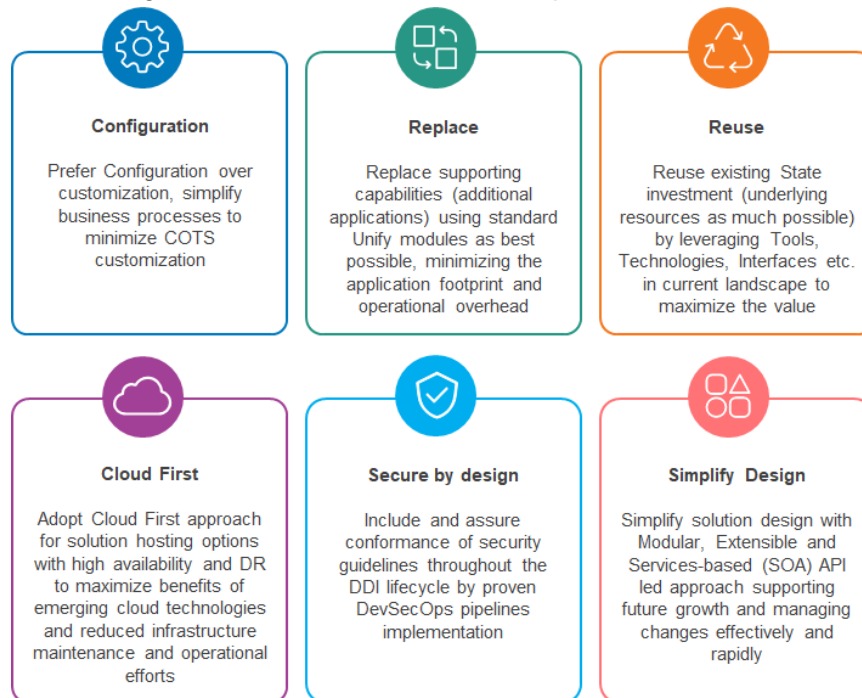 Configuration
Prefer Configuration over
customization, simplify
business processes to
minimize COTS
customization
Replace
Replace supporting
capabilities (additional
applications) using standard
Unify modules as best
possible, minimizing the
application footprint and
operational overhead
Reuse
Reuse existing State
investment (underlying
resources as much possible)
by leveraging Tools,
Technologies, Interfaces etc.
in current landscape to
maximize the value
Cloud First
Adopt Cloud First approach
for solution hosting options
with high availability and DR
to maximize benefits of
emerging cloud technologies
and reduced infrastructure
maintenance and operational
efforts
Secure by design
Include and assure
conformance of security
guidelines throughout the
DDI lifecycle by proven
DevSecOps pipelines
implementation
Simplify Design
Simplify solution design with
Modular, Extensible and
Services-based (SOA) API
led approach supporting
future growth and managing
changes effectively and
rapidly